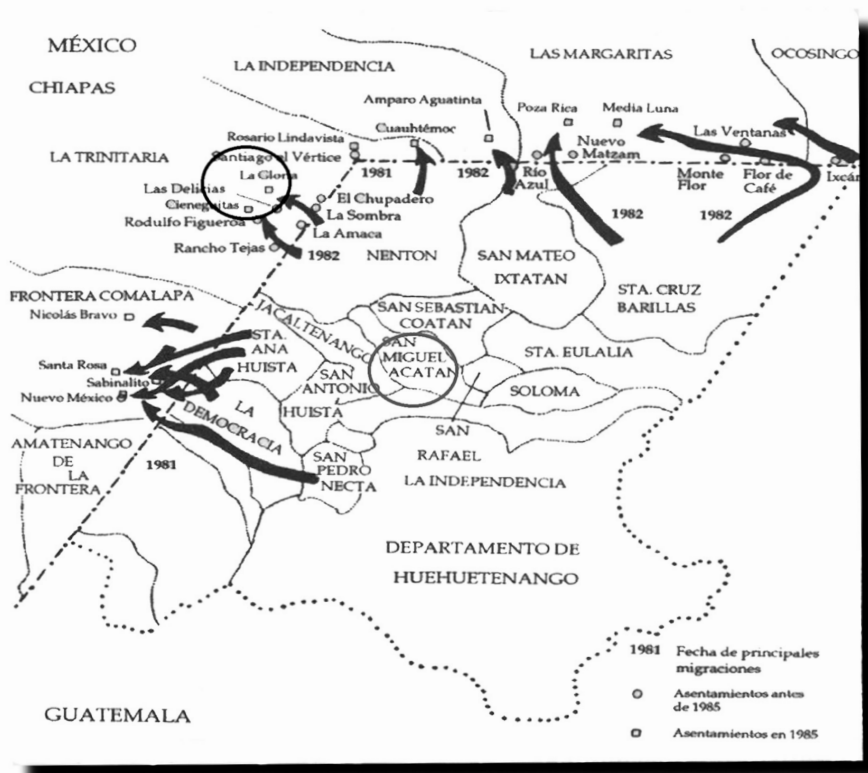 MÉXICO
CHIAPAS
LA INDEPENDENCIA
LAS MARGARITAS
OCOSINGO
Amparo Aguatinta
Poza Rica
Media Luna
Rosario Lindavista
Cuauhtémoc
Las Ventanas
LA TRINITARIA
Santiago el Vértice
Nuevo
Matzam
1981
1982
Río
Azul
Monte
Flor
Flor de
Café
Ixcán
La Gloria
Las Delicias
Cieneguitas
El Chupadero
La Sombra
Rodulfo Figueroa
La Amaca
1982
1982
Rancho Tejas
1982
NENTON
SAN MATEO
IXTATAN
STA. CRUZ
BARILLAS
FRONTERA COMALAPA
Nicolás Bravo
JACALTENANGO
SAN SEBASTIAN
COATAN
STA.
ANA
HUISTA
SAN
MIGUEL
ACATAN
STA. EULALIA
Santa Rosa
Sabinalito
Nuevo México
SAN
ANTONIO
HUISTA
SOLOMA
LA
DEMOCRACIA
SAN
RAFAEL
AMATENANGO
DE
LA
FRONTERA
1981
SAN
PEDRO
NECTA
LA INDEPENDENCIA
DEPARTAMENTO DE
HUEHUETENANGO
GUATEMALA
1981 Fecha de principales
migraciones
Asentamientos antes
de 1985
Asentamientos en 1985